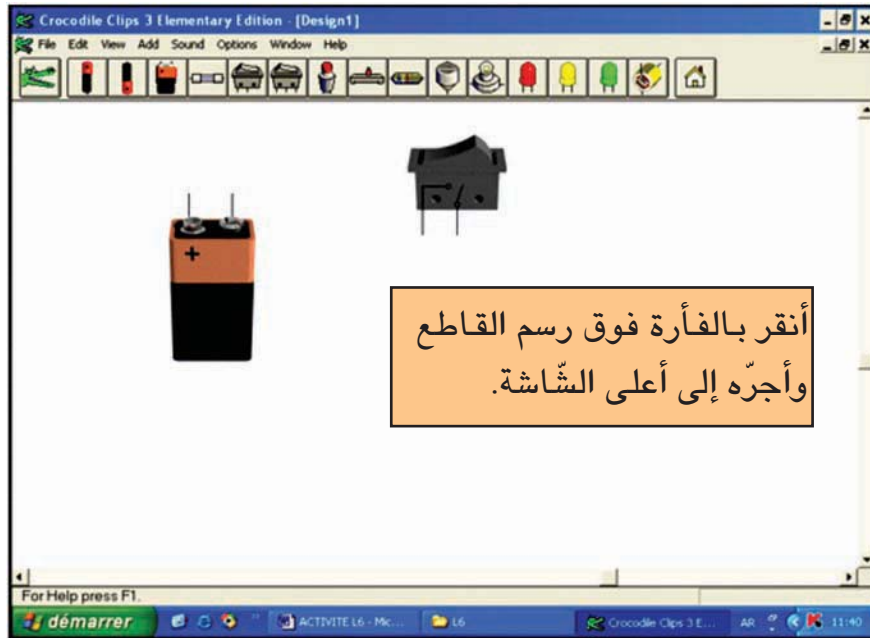 Crocodile Clips 3 Elementary Edition - [Design1]
File Edit View Add Sound Options Window Help
+
أنقر بالفأرة فوق رسم القاطع
وأجرّه إلى أعلى الشّاشة.
For Help press F1.
démarrer
ACTIVITE L6 - Mic...
L6
Crocodile Clips 3 E...
AR
11:40